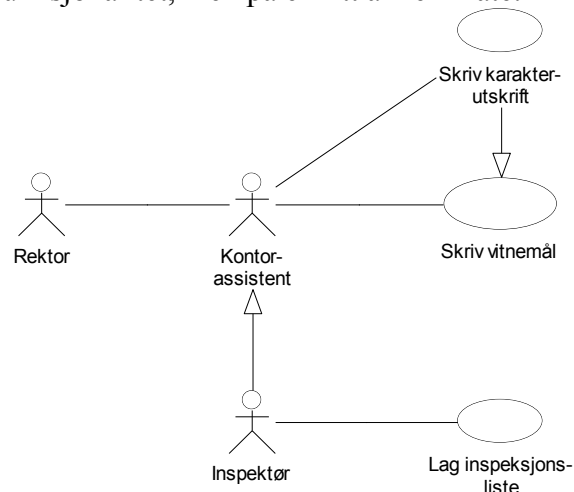 Skriv karakter-
utskrift
Rektor
Kontor-
assistent
Skriv vitnemål
Inspektør
Lag inspeksjons-
liste